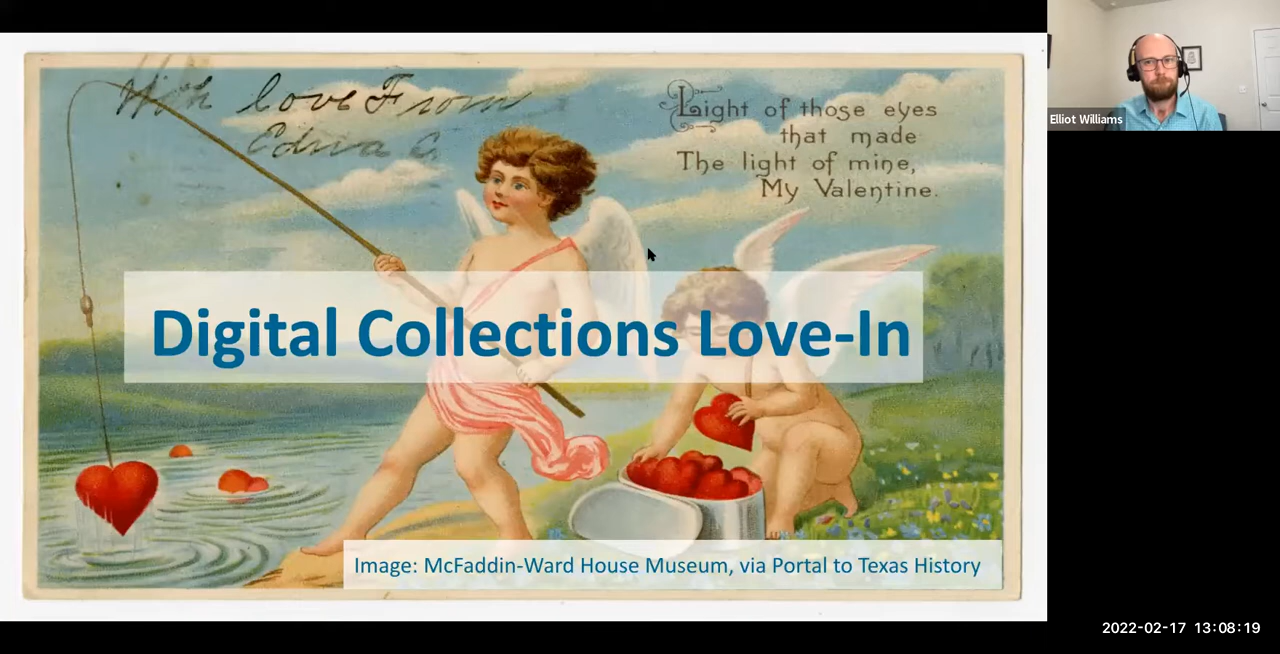 With love From
Edna C.
Light of those eyes
that made
The light of mine,
My Valentine.
Digital Collections Love-In
Image: McFaddin-Ward House Museum, via Portal to Texas History
Elliot Williams
2022-02-17 13:08:19